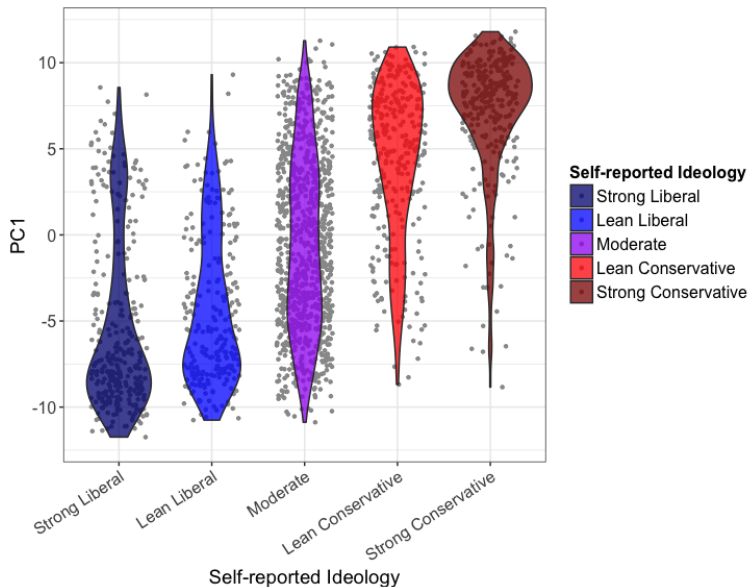 10
5
0
-5
-10
PC1
Strong Liberal
Lean Liberal
Moderate
Lean Conservative
Strong Conservative
Self-reported Ideology
Self-reported Ideology
Strong Liberal
Lean Liberal
Moderate
Lean Conservative
Strong Conservative